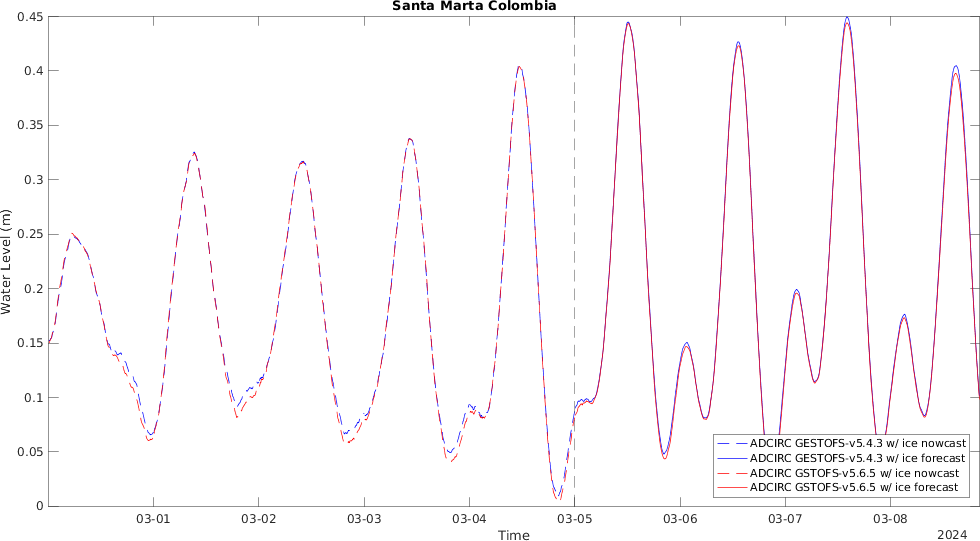 Santa Marta Colombia
0.45
0.4
0.35
0.3
0.25
0.2
0.15
0.1
0.05
0
Water Level (m)
03-01 03-02 03-03 03-04 03-05 03-06 03-07 03-08
Time
2024
ADCIRC GESTOFS-v5.4.3 w/ ice nowcast
ADCIRC GESTOFS-v5.4.3 w/ ice forecast
ADCIRC GSTOFS-v5.6.5 w/ ice nowcast
ADCIRC GSTOFS-v5.6.5 w/ ice forecast